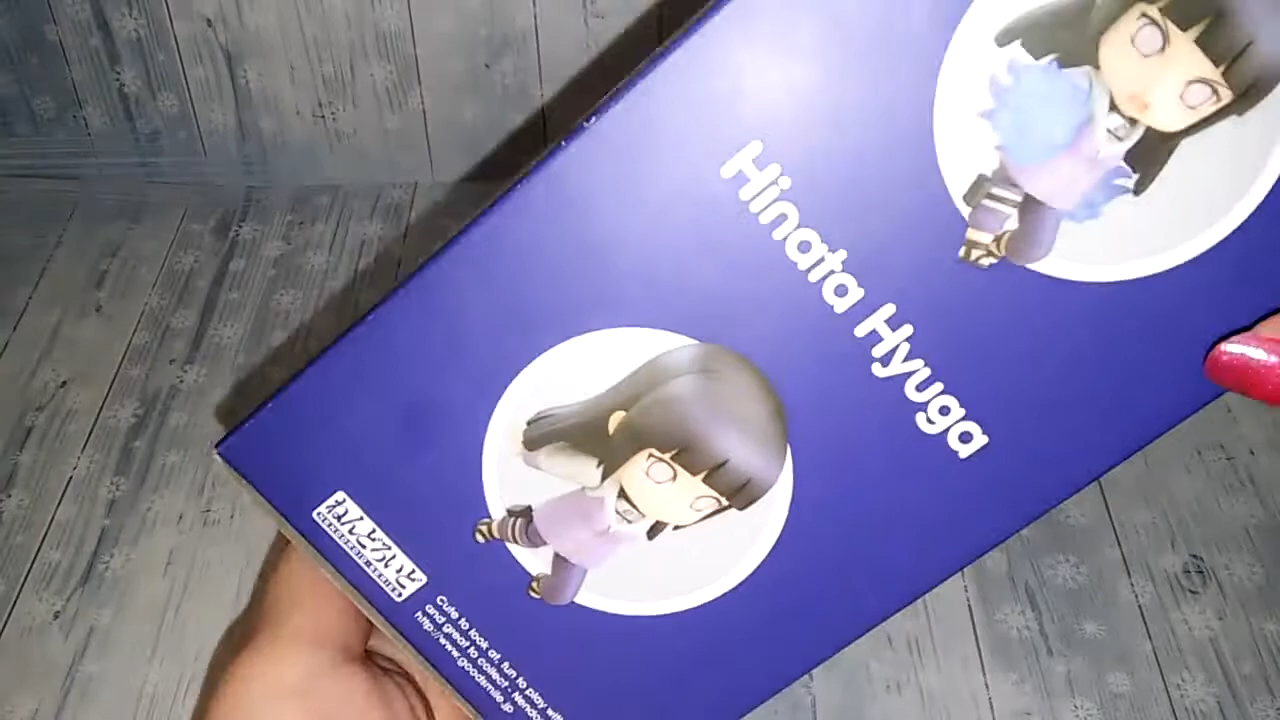 Hinata Hyuga
ねんどろいど
NENDOROID SERIES
Cute to look at, fun to play with
and great to collect - Nendo
http://www.goodsmile.jp